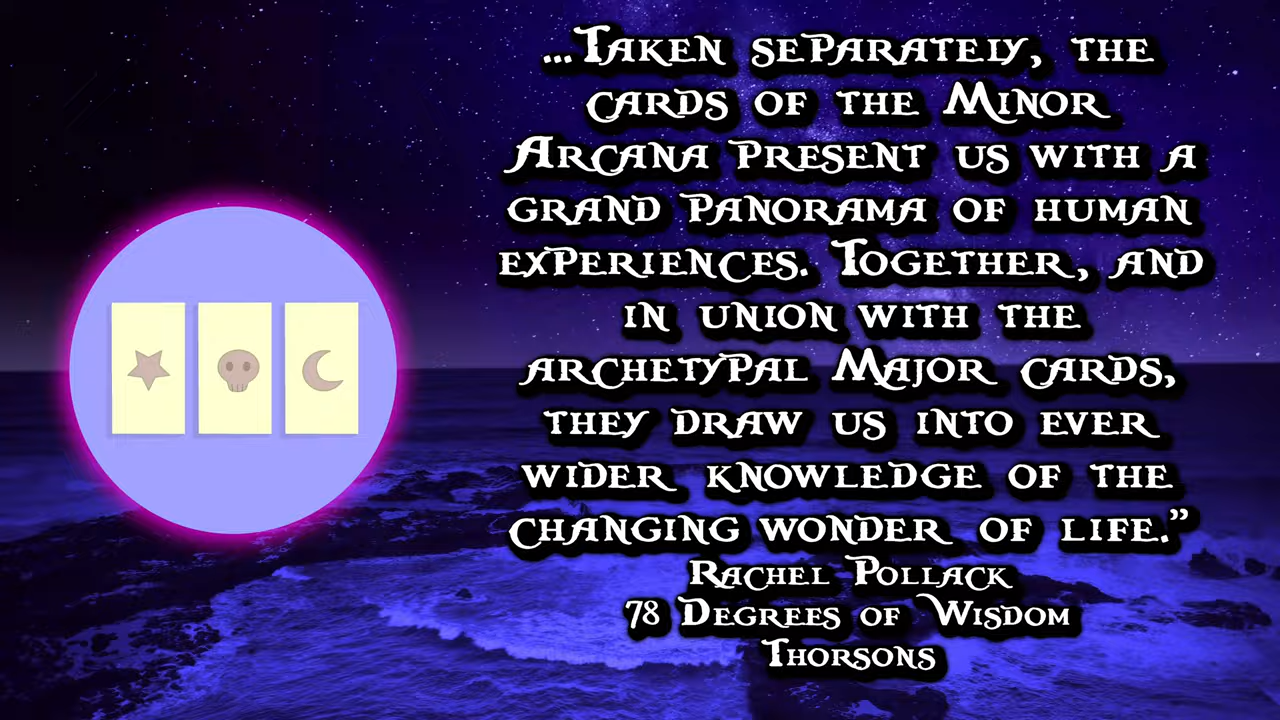 ...Taken separately, the
cards of the Minor
Arcana present us with a
grand panorama of human
experiences. Together, and
in union with the
archetypal Major cards,
they draw us into ever
wider knowledge of the
changing wonder of life.”
Rachel Pollack
78 Degrees of Wisdom
Thorsons